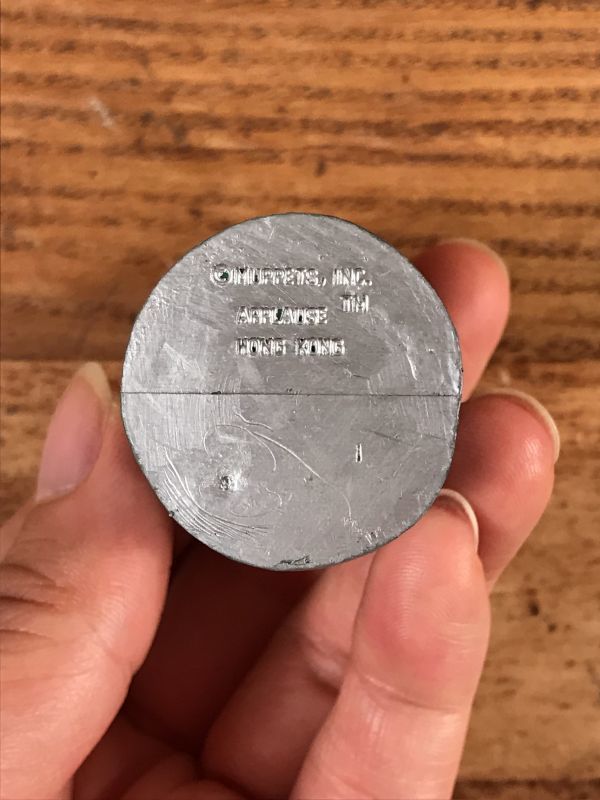 © MUPPETS, INC.
APPLAUSE TM
HONG KONG